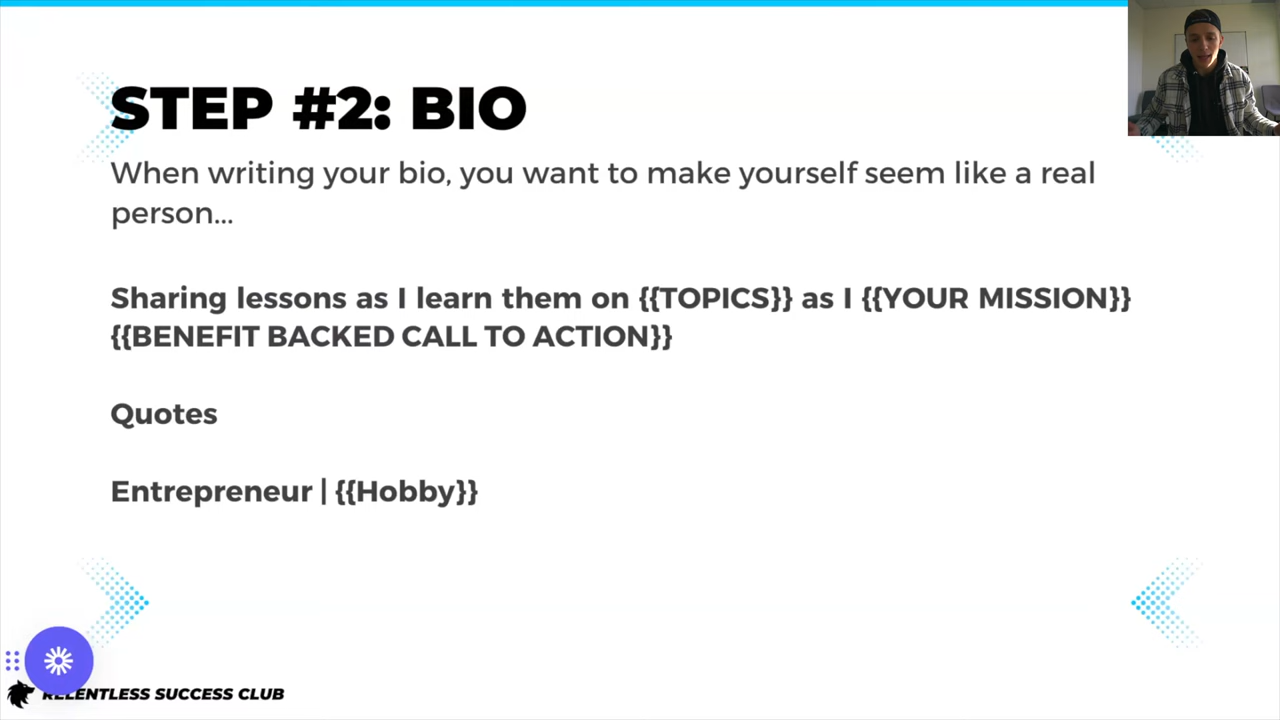 STEP #2: BIO
When writing your bio, you want to make yourself seem like a real
person...
Sharing lessons as I learn them on {{TOPICS}} as I {{YOUR MISSION}}
{{BENEFIT BACKED CALL TO ACTION}}
Quotes
Entrepreneur | {{Hobby}}
RELENTLESS SUCCESS CLUB